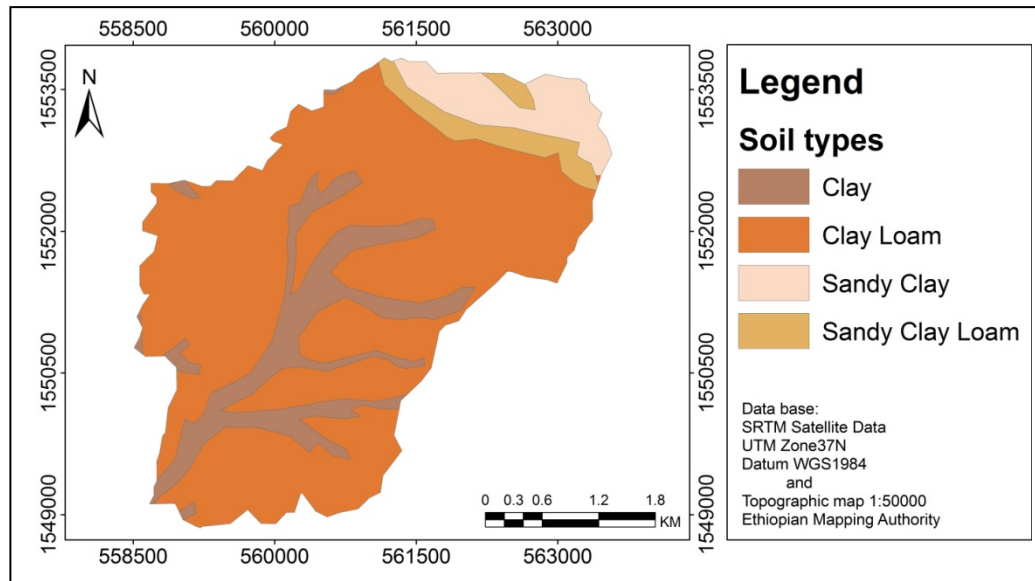 558500 560000 561500 563000
N
1553500 1553500
1552000 1552000
1550500 1550500
1549000 1549000
0 0.3 0.6 1.2 1.8
KM
558500 560000 561500 563000
Legend
Soil types
Clay
Clay Loam
Sandy Clay
Sandy Clay Loam
Data base:
SRTM Satellite Data
UTM Zone37N
Datum WGS1984
and
Topographic map 1:50000
Ethiopian Mapping Authority